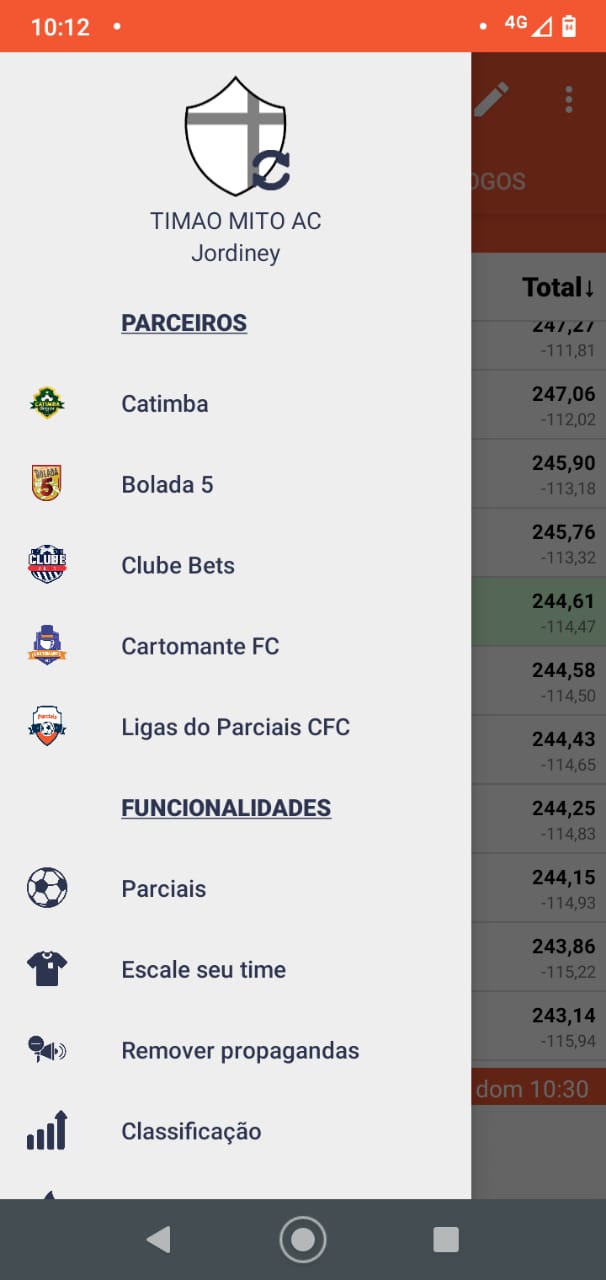 10:12
4G
TIMAO MITO AC
Jordiney
PARCEIROS
Catimba
Bolada 5
Clube Bets
Cartomante FC
Ligas do Parciais CFC
FUNCIONALIDADES
Parciais
Escale seu time
Remover propagandas
Classificação
OGOS
Total↓
247,27
-111,81
247,06
-112,02
245,90
-113,18
245,76
-113,32
244,61
-114,47
244,58
-114,50
244,43
-114,65
244,25
-114,83
244,15
-114,93
243,86
-115,22
243,14
-115,94
dom 10:30